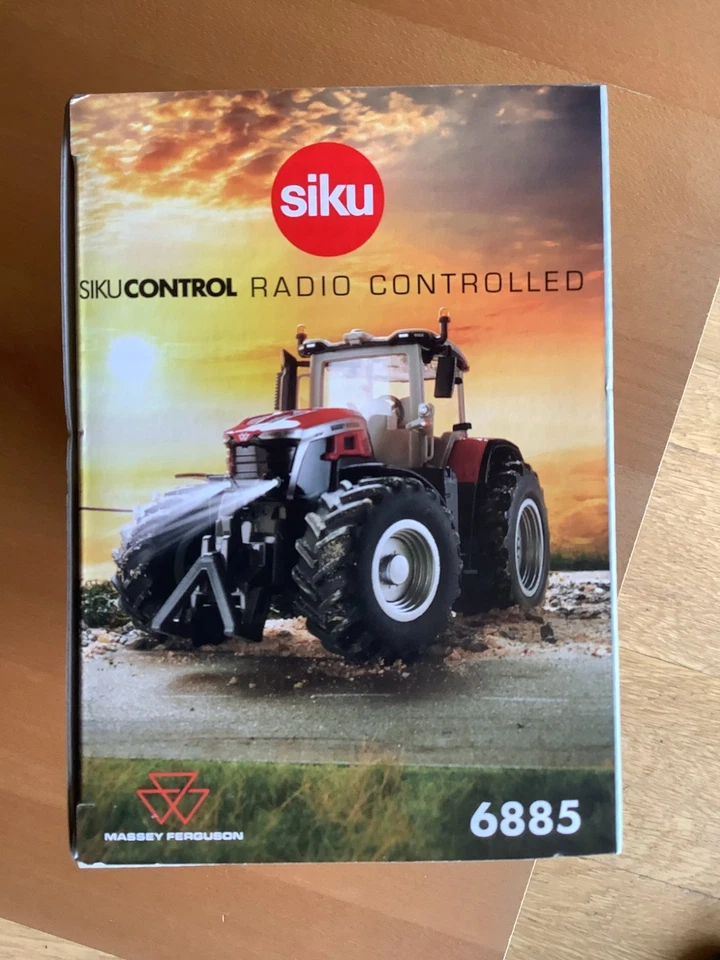 siku
SIKUCONTROL RADIO CONTROLLED
MASSEY FERGUSON
6885